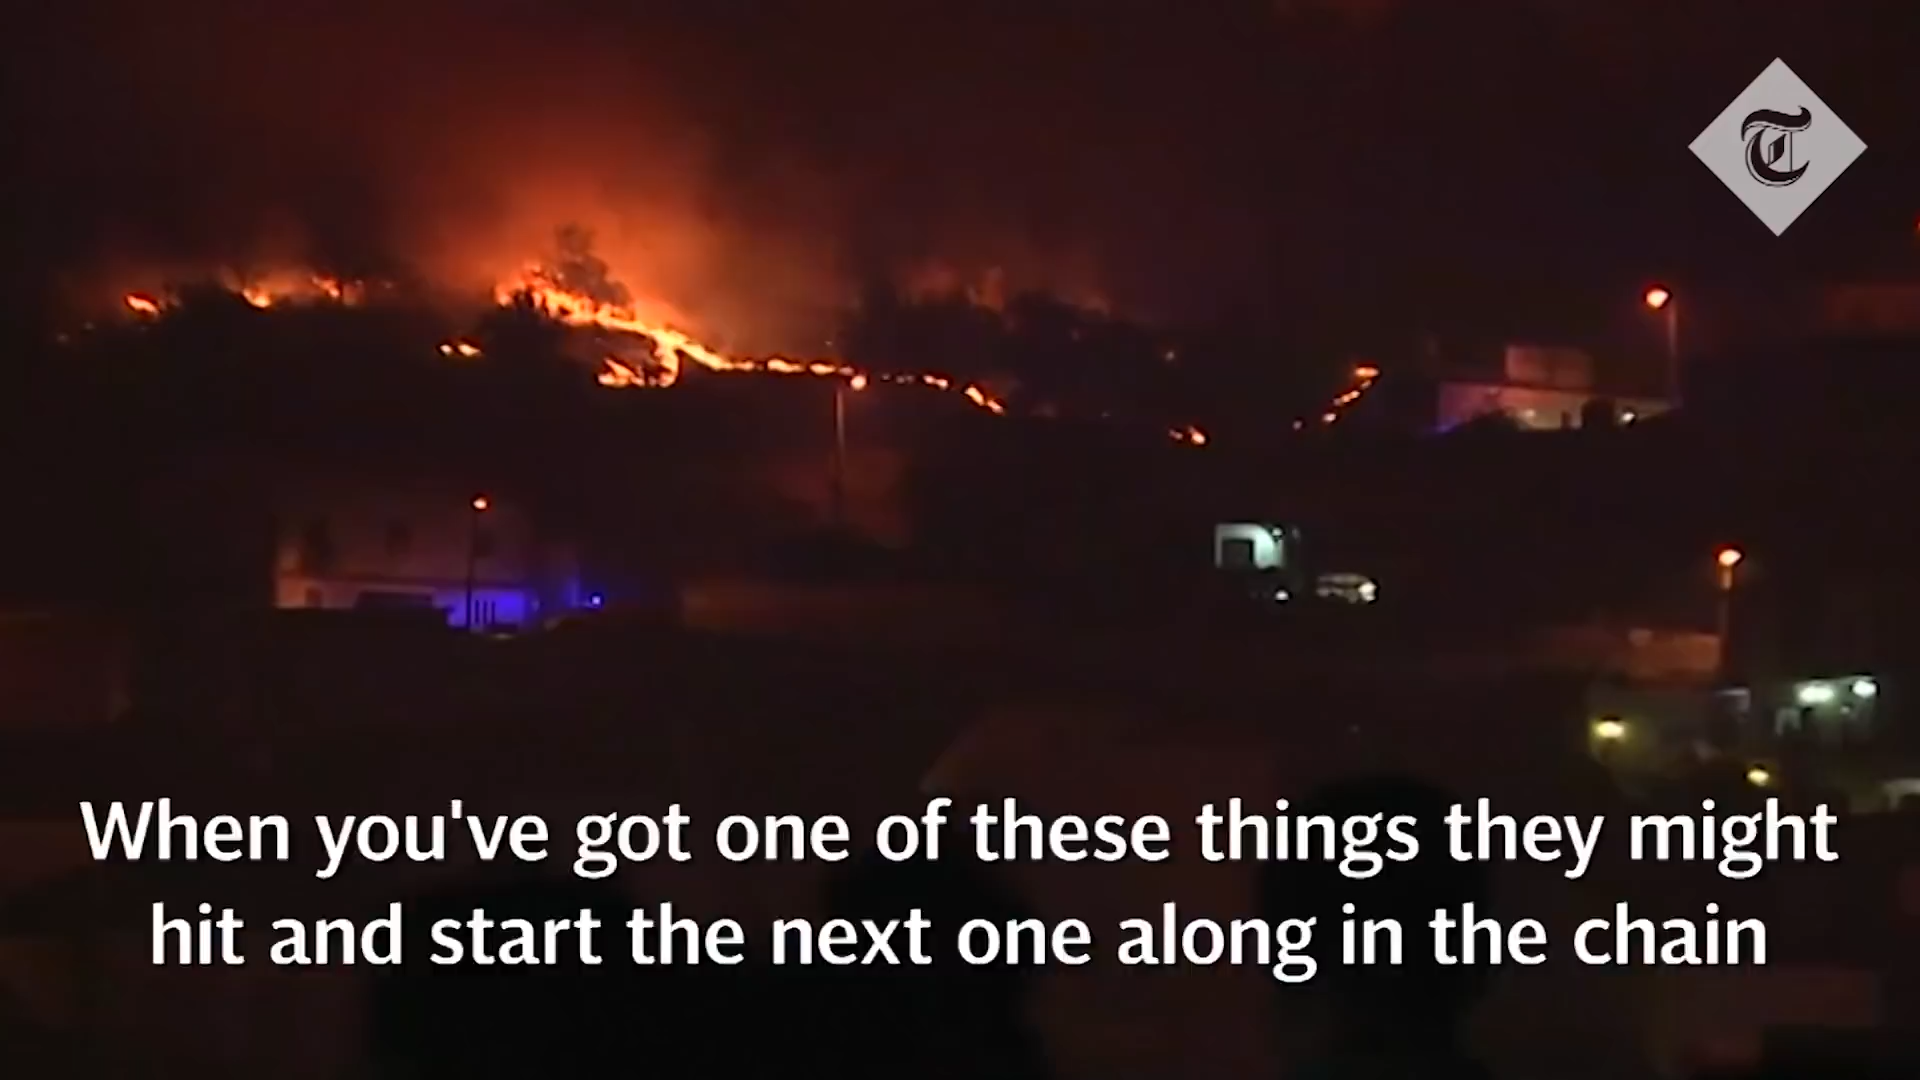 T
When you've got one of these things they might
hit and start the next one along in the chain